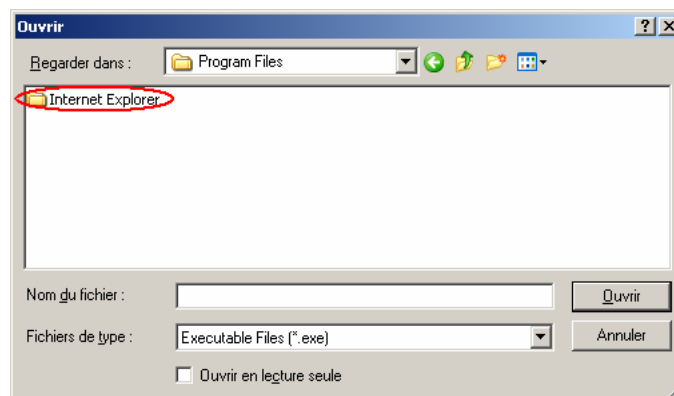 Ouvrir
Regarder dans : Program Files
Internet Explorer
Nom du fichier : Ouvrir
Fichiers de type : Executable Files (*.exe) Annuler
Ouvrir en lecture seule